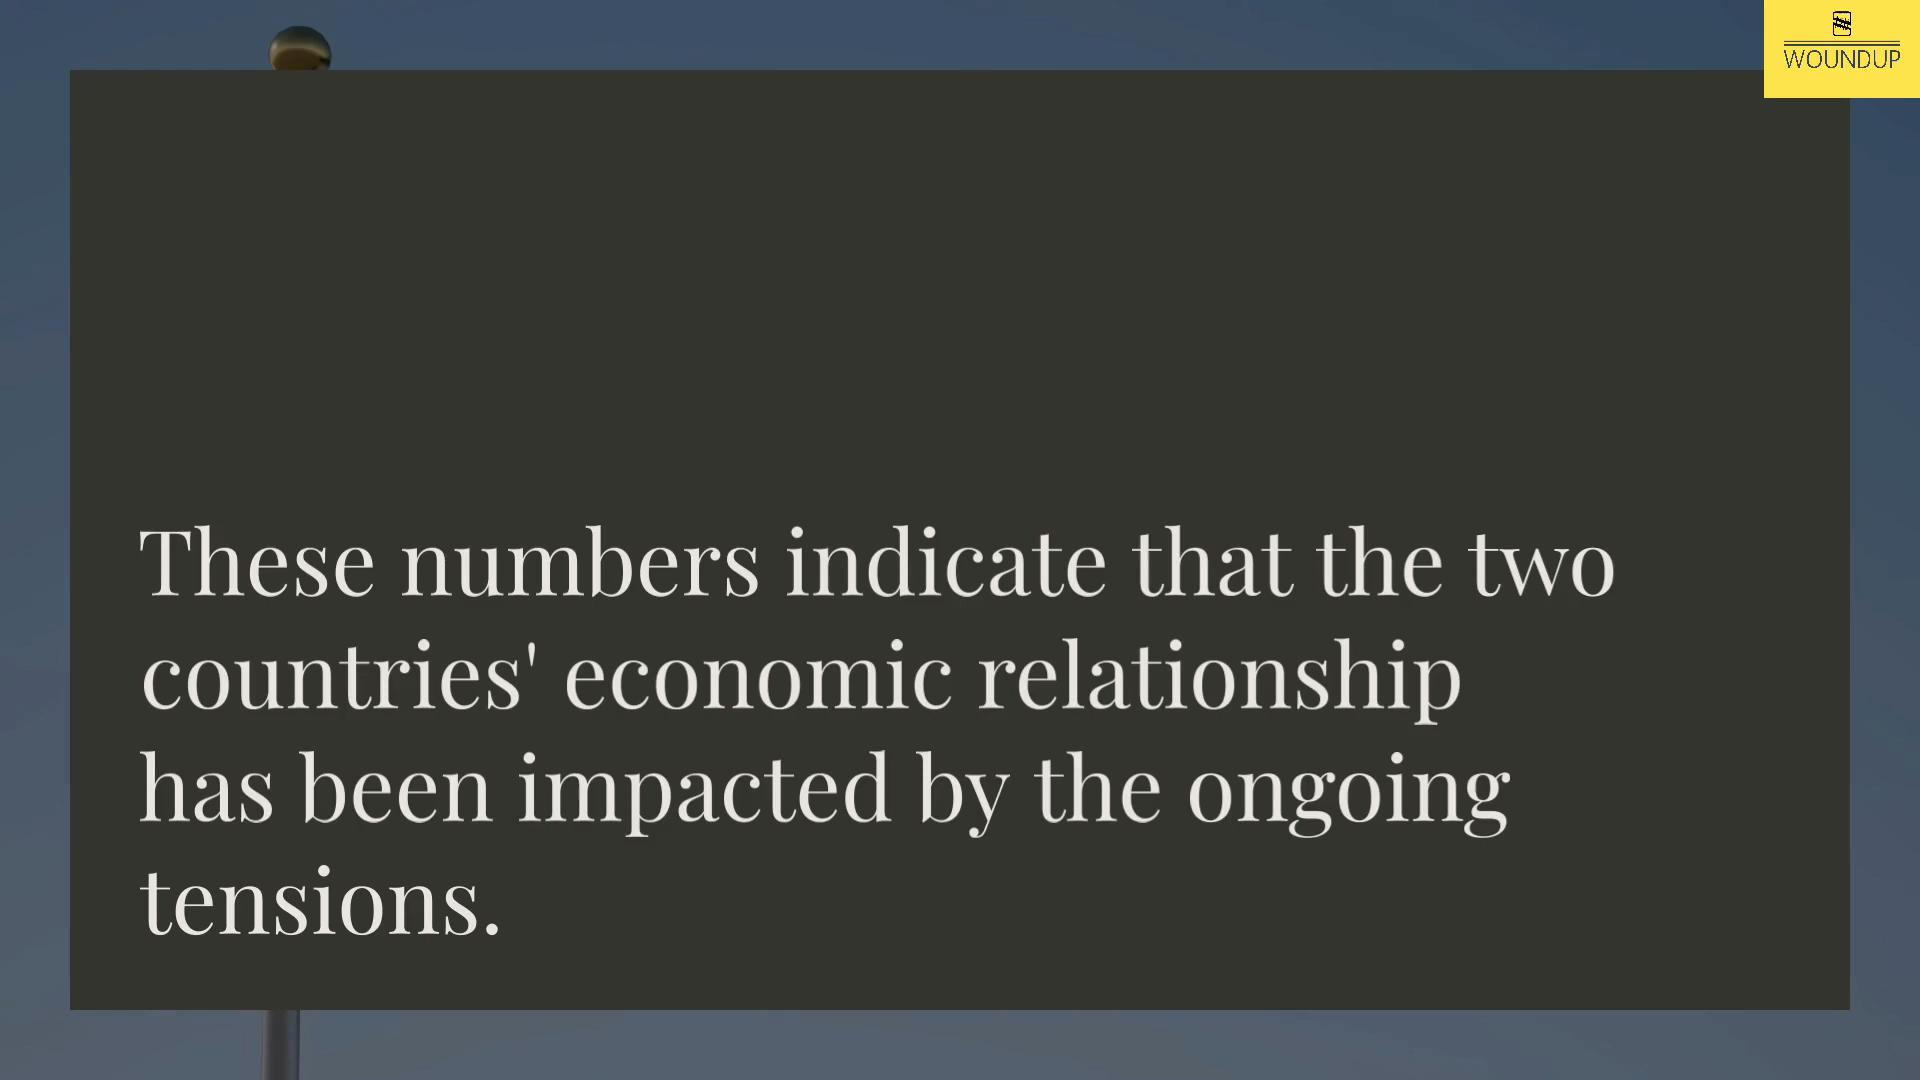 WOUNDUP
These numbers indicate that the two
countries' economic relationship
has been impacted by the ongoing
tensions.